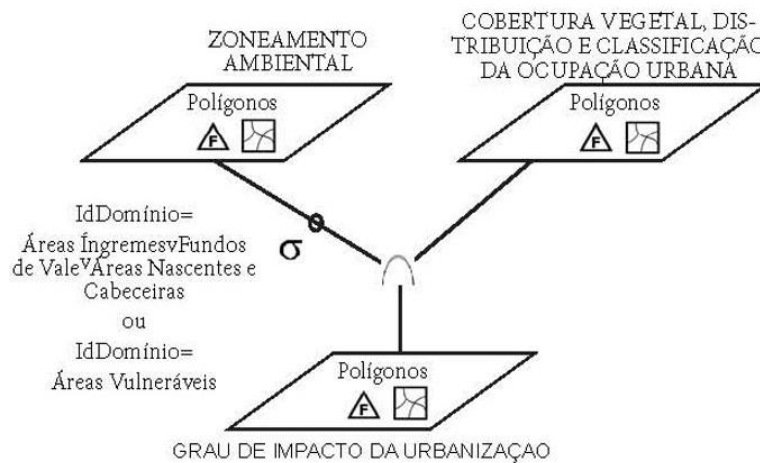 ZONEAMENTO
AMBIENTAL
COBERTURA VEGETAL, DIS-
TRIBUIÇÃO E CLASSIFICAÇÃO
DA OCUPAÇÃO URBANA
Polígonos
F
Polígonos
F
IdDomínio=
Áreas ÍngremesvFundos
de ValevÁreas Nascentes e
Cabeceiras
ou
IdDomínio=
Áreas Vulneráveis
σ
Polígonos
F
GRAU DE IMPACTO DA URBANIZAÇAO